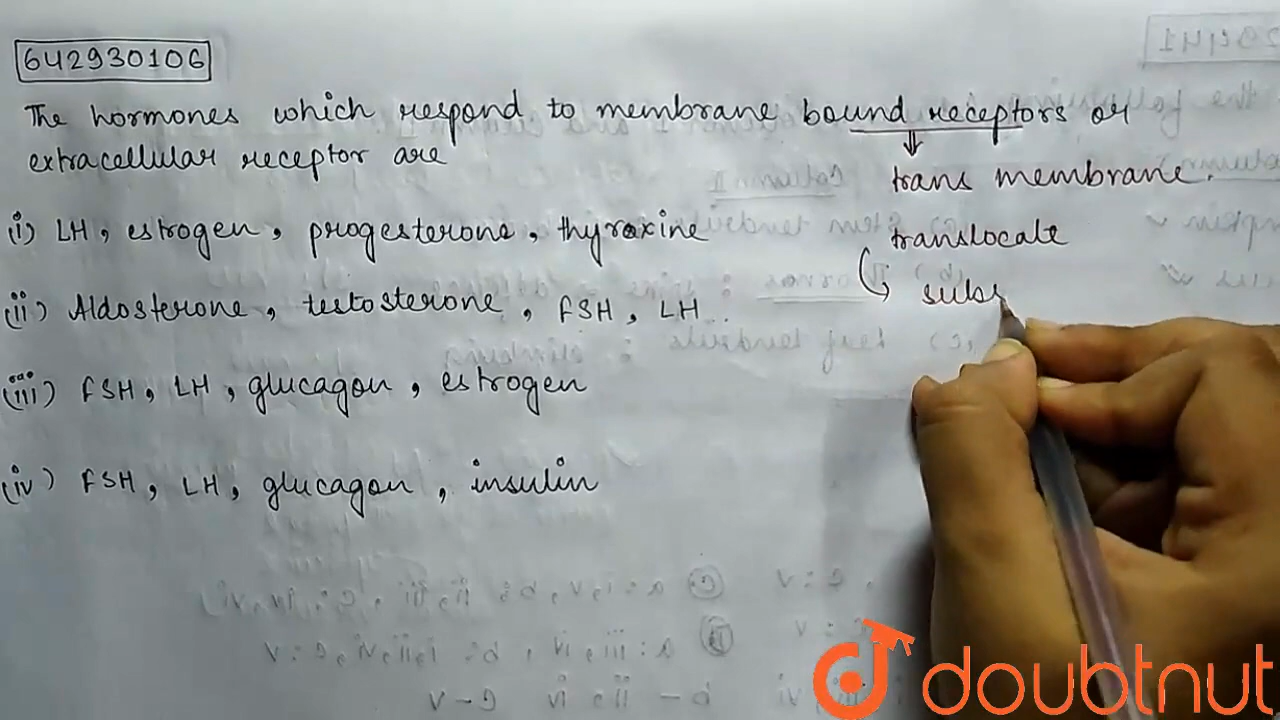 642930106
The hormones which respond to membrane bound receptors or
extracellular receptor are
trans membrane.
(i) LH, estrogen, progesterone, thyroxine
translocate
subs
(ii) Aldosterone, testosterone, FSH, LH
(iii) FSH, LH, glucagon, estrogen
(iv) FSH, LH, glucagon, insulin
doubtnut